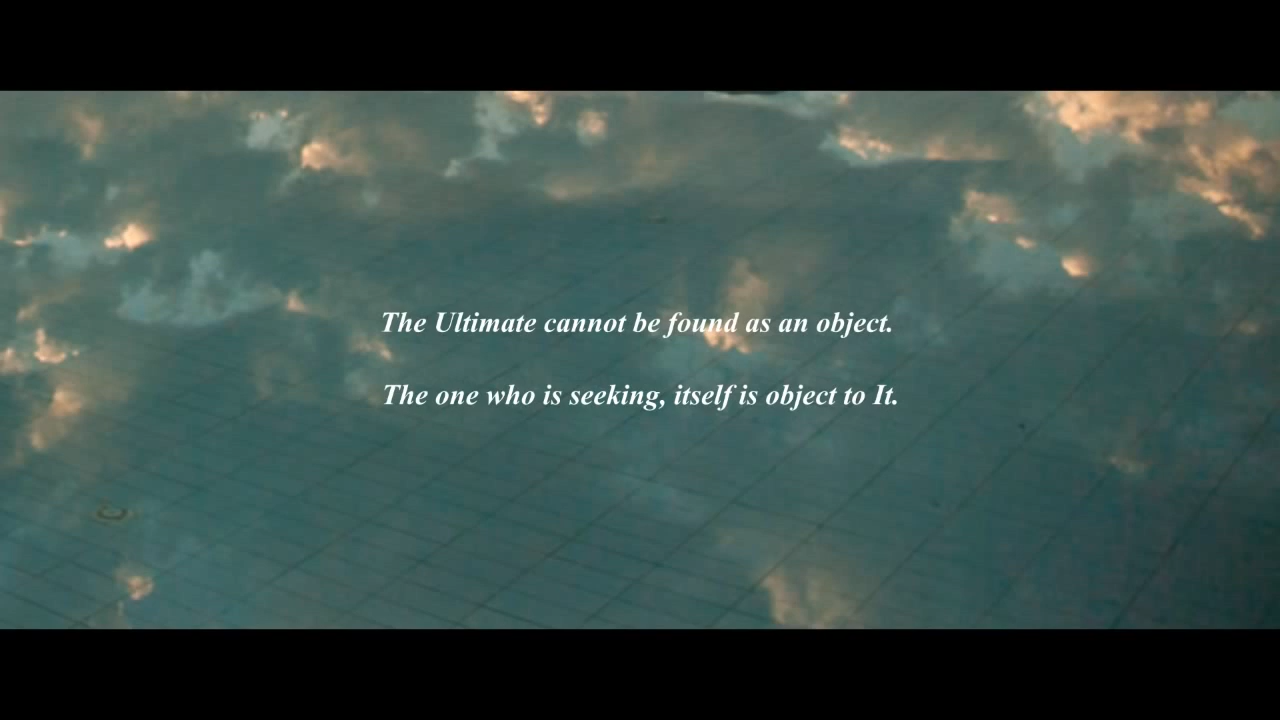 The Ultimate cannot be found as an object.
The one who is seeking, itself is object to It.